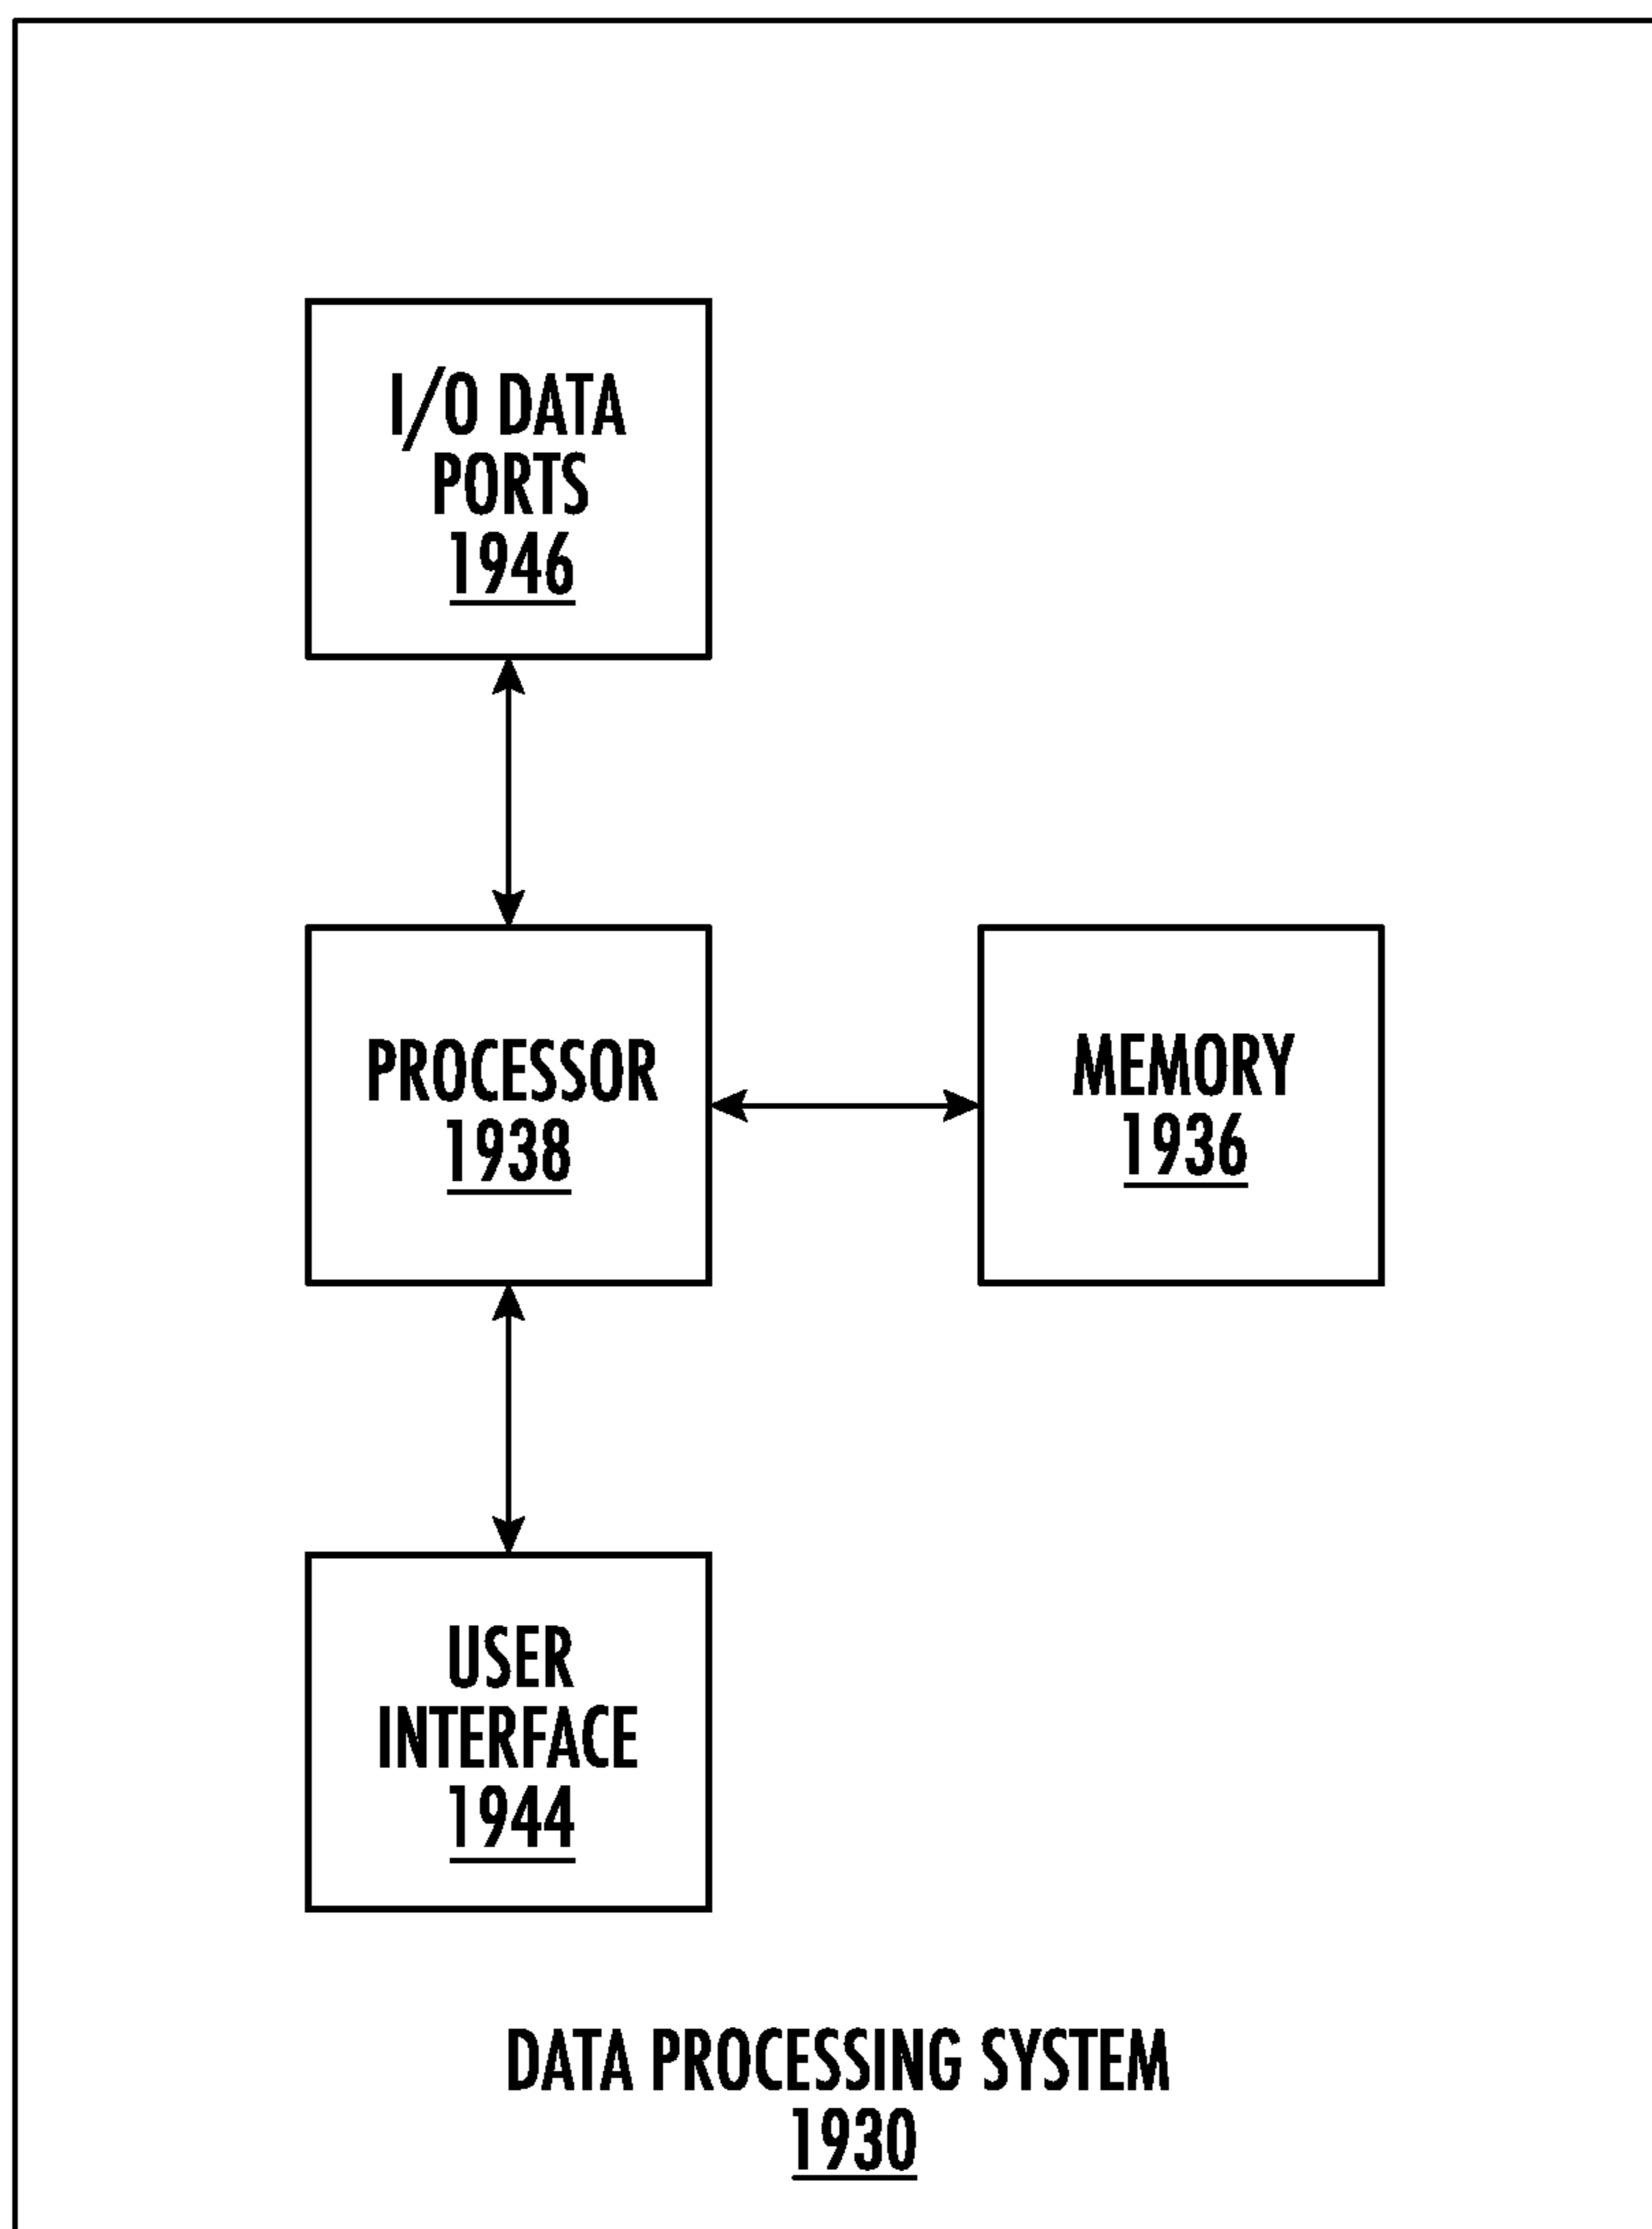 I/O DATA
PORTS
1946
PROCESSOR
1938
MEMORY
1936
USER
INTERFACE
1944
DATA PROCESSING SYSTEM
1930